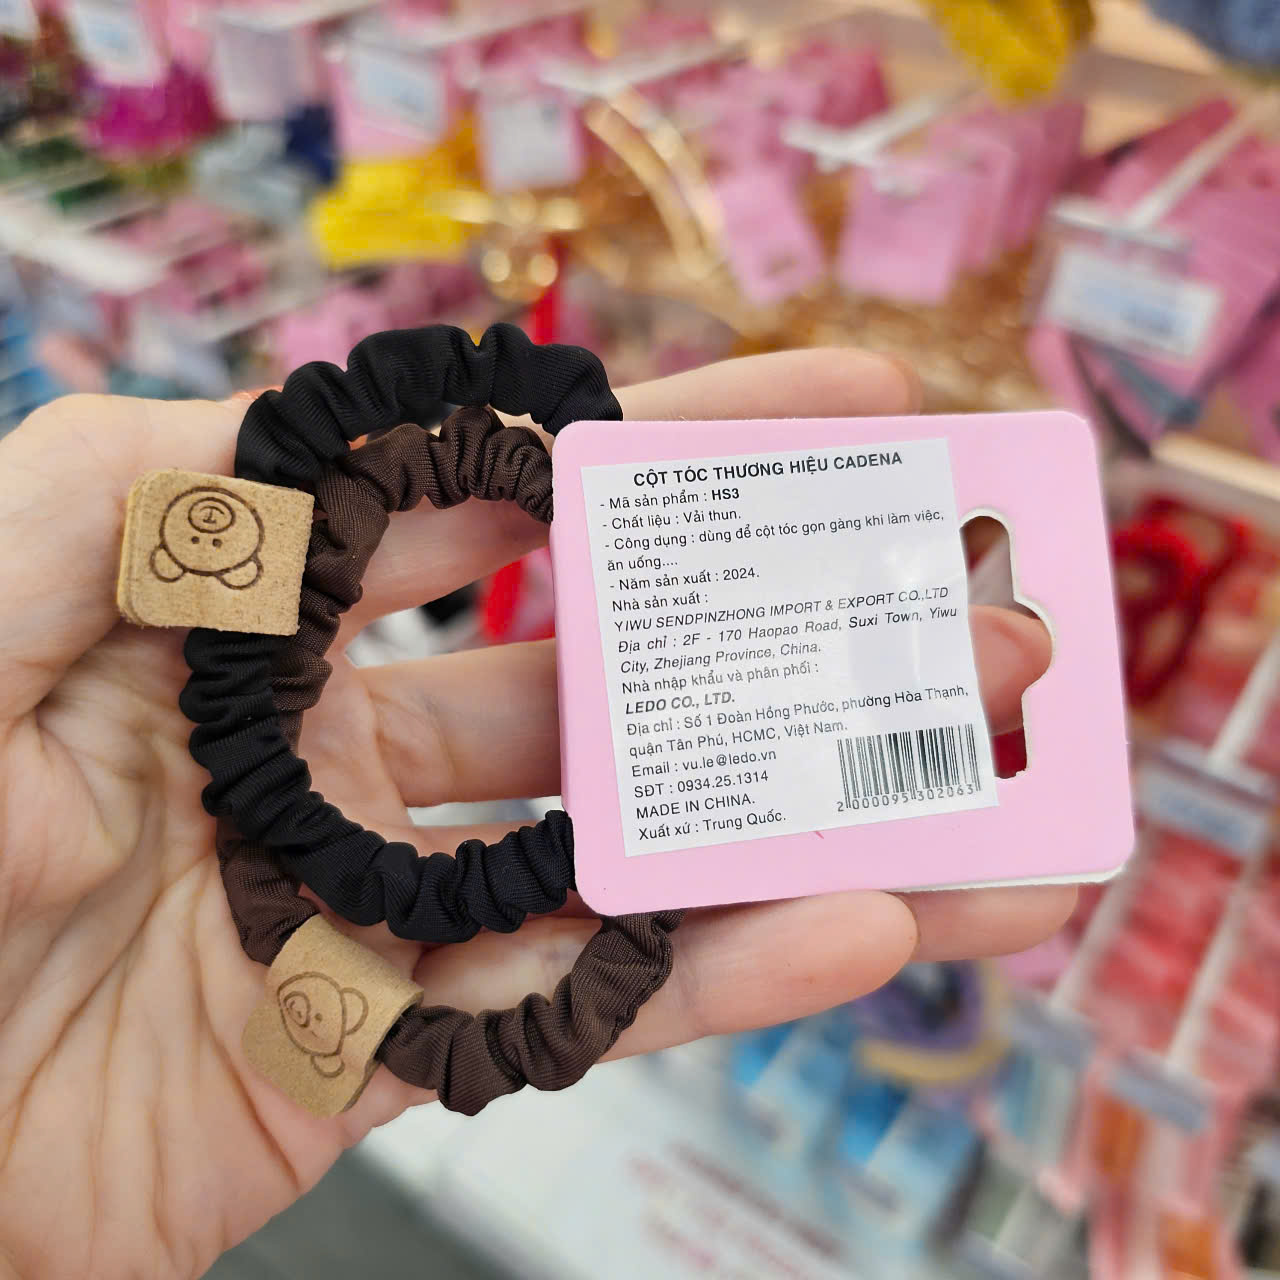 CỘT TÓC THƯƠNG HIỆU CADENA
- Mã sản phẩm : HS3
- Chất liệu : Vải thun.
- Công dụng : dùng để cột tóc gọn gàng khi làm việc,
ăn uống....
- Năm sản xuất : 2024.
Nhà sản xuất :
YIWU SENDPINZHONG IMPORT & EXPORT CO.,LTD
Địa chỉ : 2F - 170 Haopao Road, Suxi Town, Yiwu
City, Zhejiang Province, China.
Nhà nhập khẩu và phân phối :
LEDO CO., LTD.
Địa chỉ : Số 1 Đoàn Hồng Phước, phường Hòa Thạnh,
quận Tân Phú, HCMC, Việt Nam.
Email : vu.le@ledo.vn
SĐT : 0934.25.1314
MADE IN CHINA.
Xuất xứ : Trung Quốc.
2 000095 302063